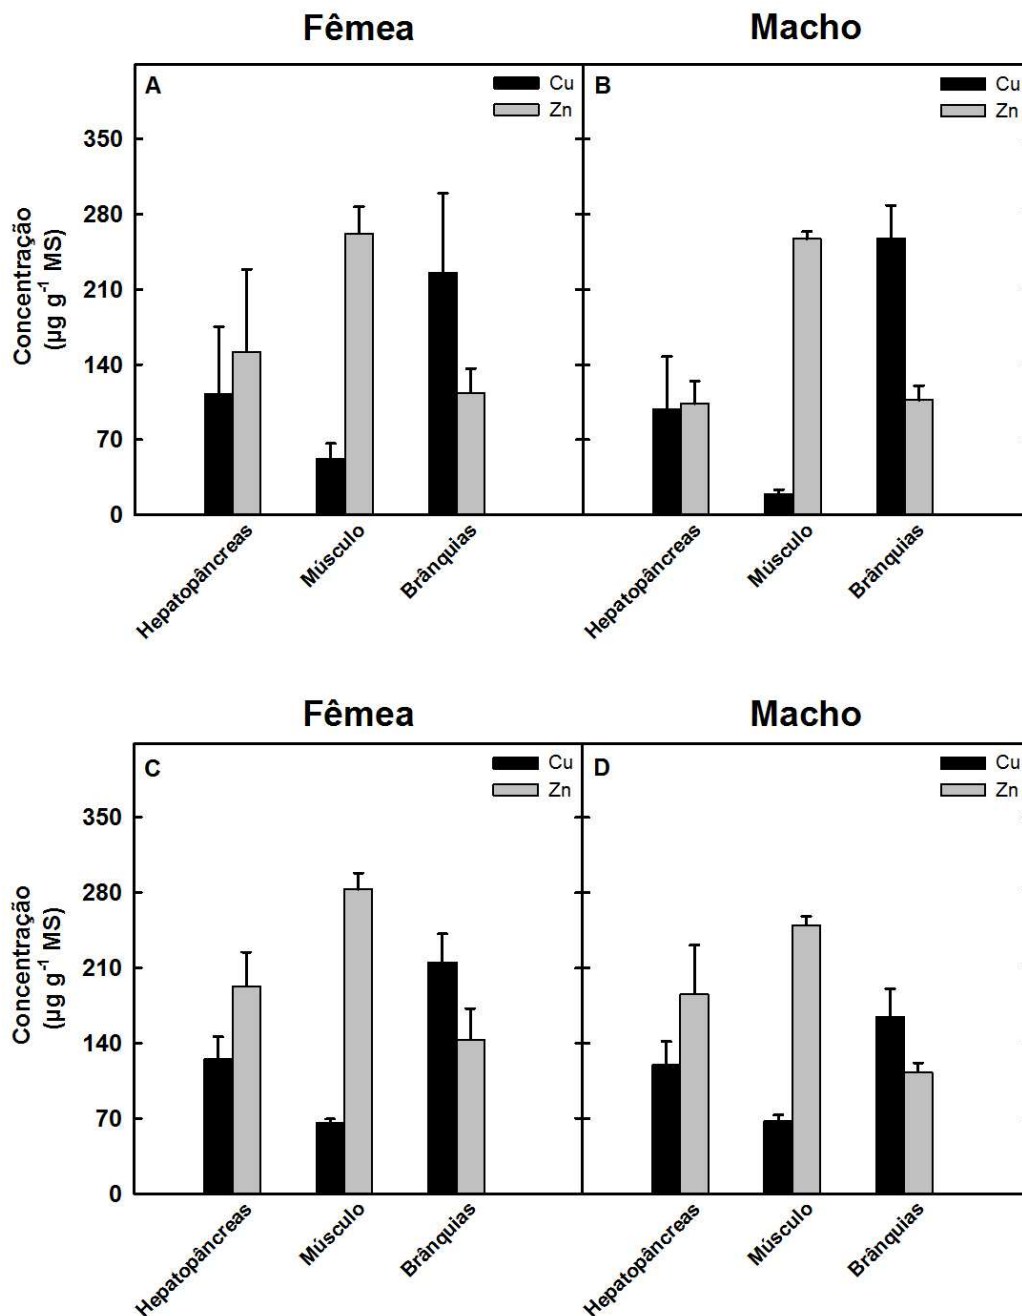 Fêmea
Macho
A
Cu
Zn
B
Cu
Zn
Concentração
(µg g-1 MS)
350
280
210
140
70
0
Hepatopâncreas
Músculo
Brânquias
Hepatopâncreas
Músculo
Brânquias
Fêmea
Macho
C
Cu
Zn
D
Cu
Zn
Concentração
(µg g-1 MS)
350
280
210
140
70
0
Hepatopâncreas
Músculo
Brânquias
Hepatopâncreas
Músculo
Brânquias